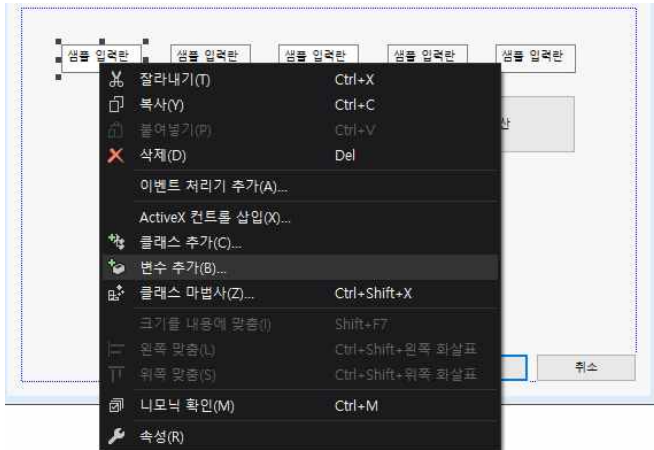 샘플 입력란 샘플 입력란 샘플 입력란 샘플 입력란 샘플 입력란
잘라내기(T) Ctrl+X
복사(Y) Ctrl+C
붙여넣기(P) Ctrl+V
삭제(D) Del
이벤트 처리기 추가(A)...
ActiveX 컨트롤 삽입(X)...
클래스 추가(C)...
변수 추가(B)...
클래스 마법사(Z)... Ctrl+Shift+X
크기를 내용에 맞춤(I) Shift+F7
왼쪽 맞춤(L) Ctrl+Shift+왼쪽 화살표
위쪽 맞춤(S) Ctrl+Shift+위쪽 화살표
니모닉 확인(M) Ctrl+M
속성(R)
산
취소